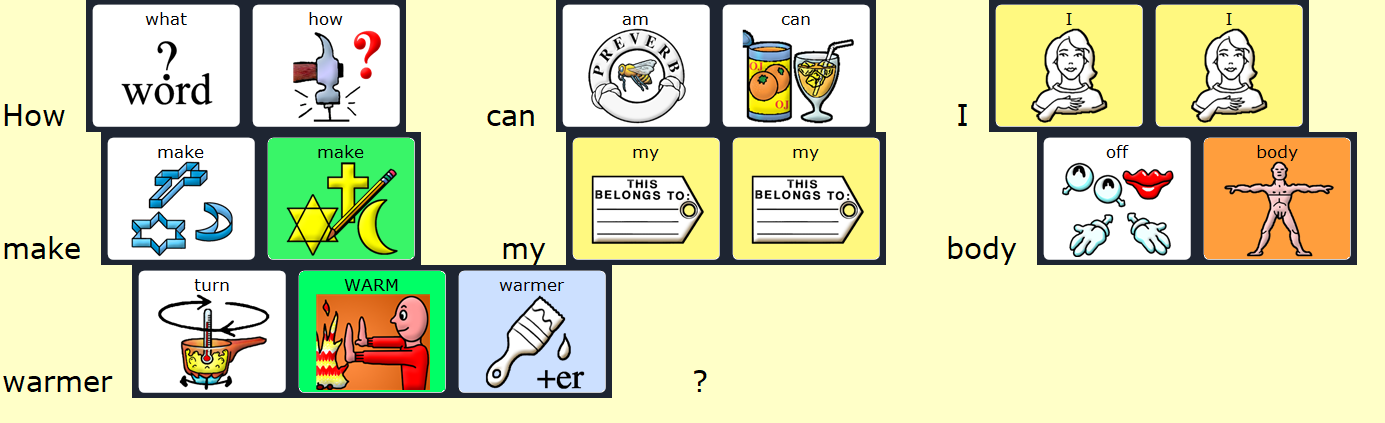 what how am can I I
? PREVERB
word OJ OJ
How can I
make make my my off body
THIS BELONGS TO: THIS BELONGS TO:
make my body
turn WARM warmer
+er
warmer ?